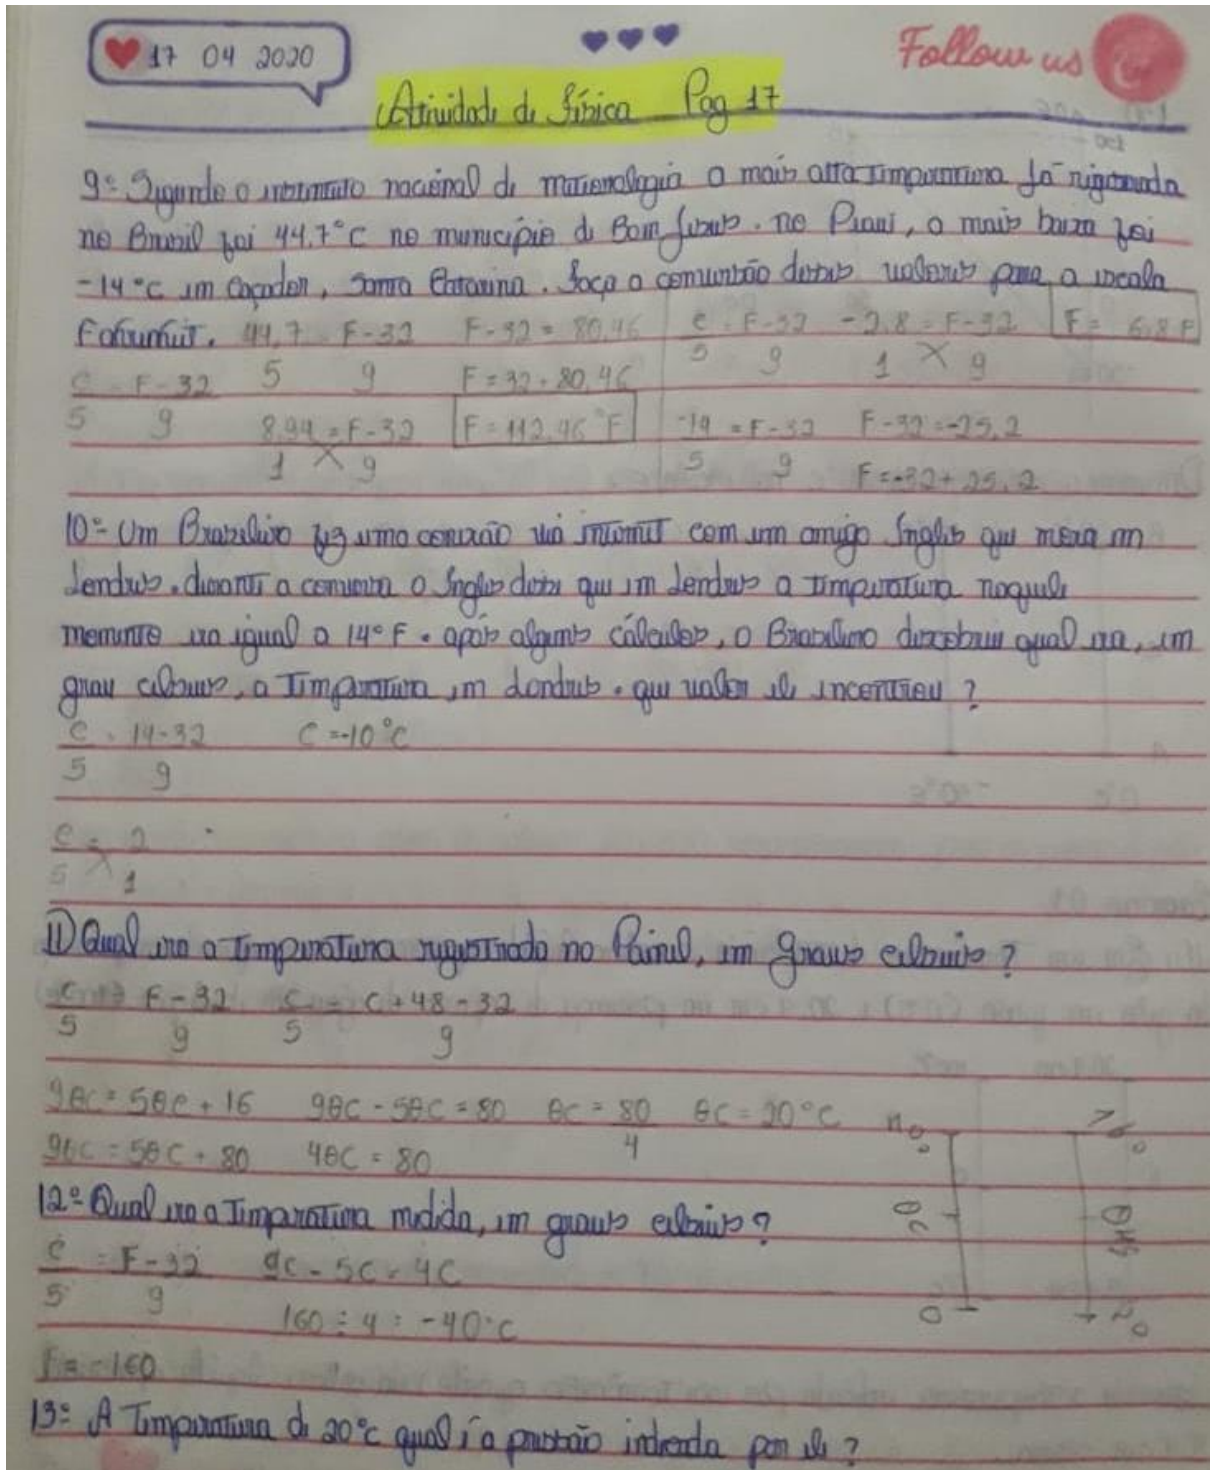 17 04 2020
Follow us
Atividade de Física Pag 17
9º Segundo o instituto nacional de meteorologia a mais alta temperatura já registrada
no Brasil foi 44,7°C no município de Bom Jesus. no Piauí, a mais baixa foi
-14°C em Caçador, Santa Catarina. faça a conversão desses valores para a escala
44,7 = F-32 F-32 = 80,46 C = F-32 -2,8 = F-32 F = 6,8 F
5 9 5 9 1 9
C = F-32 F = 32 + 80,46
5 9
8,94 = F-32 F = 112,46 °F -14 = F-32 F-32 = -25,2
1 9 5 9 F = -32 + 25,2
10º Um Brasileiro fez uma conexão via internet com um amigo Inglês que mora em
Londres. durante a conversa o Inglês disse que em Londres a temperatura naquele
momento era igual a 14°F. após alguns cálculos, o Brasileiro descobriu qual era, em
grau celsius, a Temperatura em Londres. que valor ele encontrou?
C = 14-32 C = -10°C
5 9
C = 2
5 1
11) Qual era a Temperatura registrada no Painel, em graus celsius?
C = F-32 C = C+48-32
5 9 5 9
9θC = 5θC + 16 9θC - 5θC = 80 θC = 80 θC = 20°C
4
9θC = 5θC + 80 4θC = 80
12º Qual era a Temperatura medida, em graus celsius?
C = F-32 9C - 5C = 4C
5 9
160 ÷ 4 = -40°C
F = -160
θC
13º A Temperatura de 20°C qual é a pressão indicada por ele?